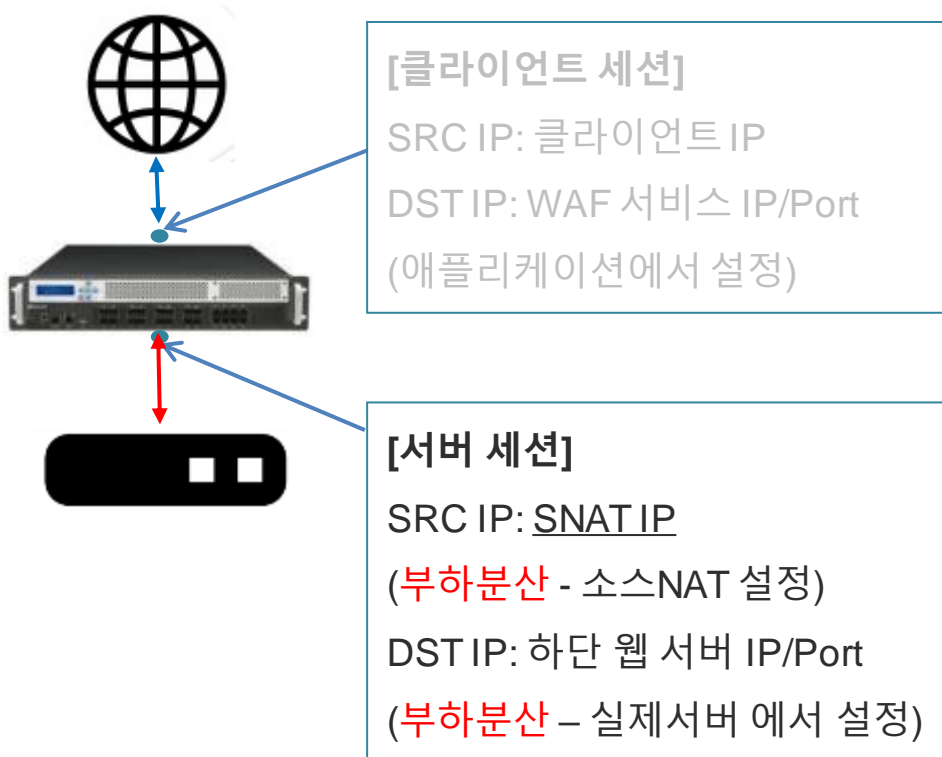 [클라이언트 세션]
SRC IP: 클라이언트 IP
DST IP: WAF 서비스 IP/Port
(애플리케이션에서 설정)
[서버 세션]
SRC IP: SNAT IP
(부하분산 - 소스NAT 설정)
DST IP: 하단 웹 서버 IP/Port
(부하분산 – 실제서버 에서 설정)